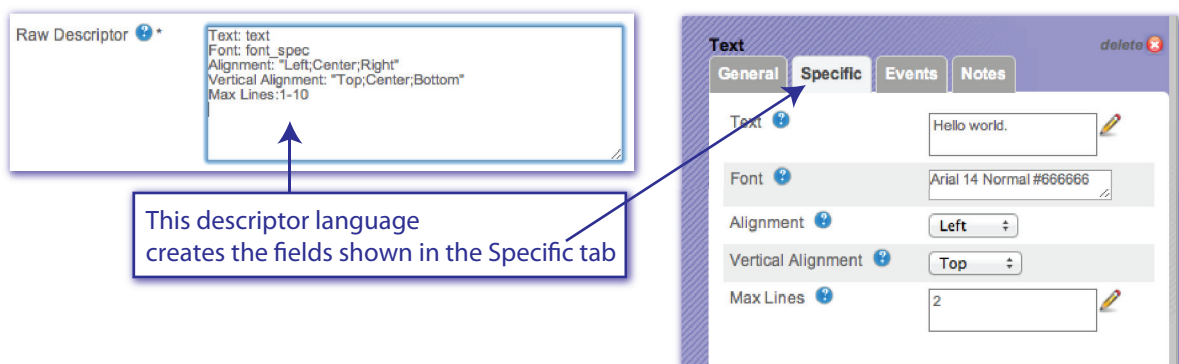 Raw Descriptor ? *
Text: text
Font: font_spec
Alignment: "Left;Center;Right"
Vertical Alignment: "Top;Center;Bottom"
Max Lines:1-10
This descriptor language
creates the fields shown in the Specific tab
Text
delete
General Specific Events Notes
Text ? Hello world.
Font ? Arial 14 Normal #666666
Alignment ? Left
Vertical Alignment ? Top
Max Lines ? 2